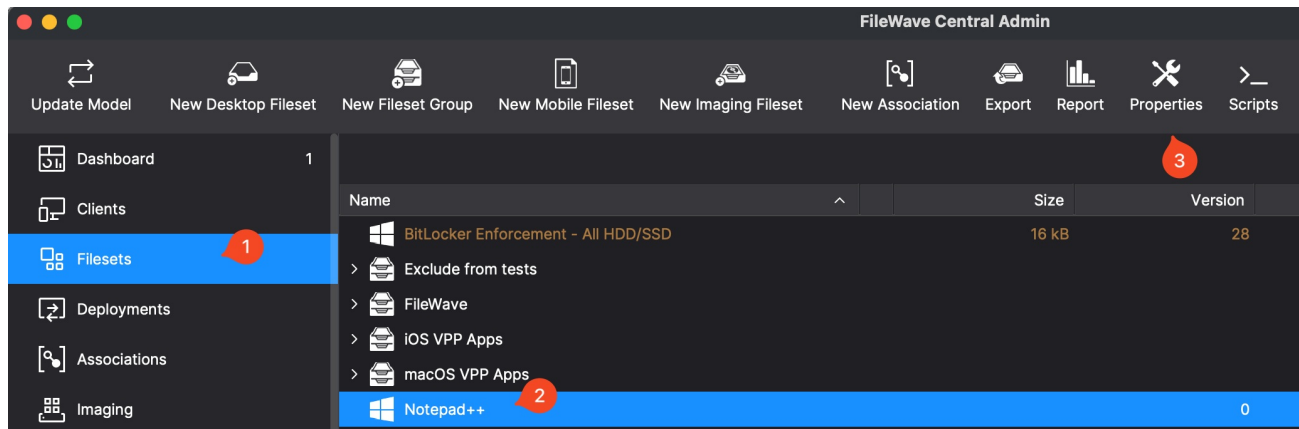 FileWave Central Admin
Update Model New Desktop Fileset New Fileset Group New Mobile Fileset New Imaging Fileset New Association Export Report Properties Scripts
Dashboard 1
3
Clients
Name Size Version
BitLocker Enforcement - All HDD/SSD 16 kB 28
1
Filesets
Exclude from tests
FileWave
Deployments
iOS VPP Apps
Associations
macOS VPP Apps
2
Imaging
Notepad++ 0